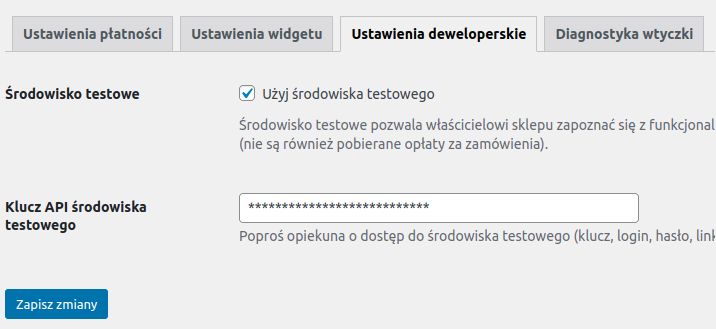 Ustawienia płatności Ustawienia widgetu Ustawienia deweloperskie Diagnostyka wtyczki
Środowisko testowe Użyj środowiska testowego
Środowisko testowe pozwala właścicielowi sklepu zapoznać się z funkcjonal
(nie są również pobierane opłaty za zamówienia).
Klucz API środowiska
testowego
***************************
Poproś opiekuna o dostęp do środowiska testowego (klucz, login, hasło, link
Zapisz zmiany